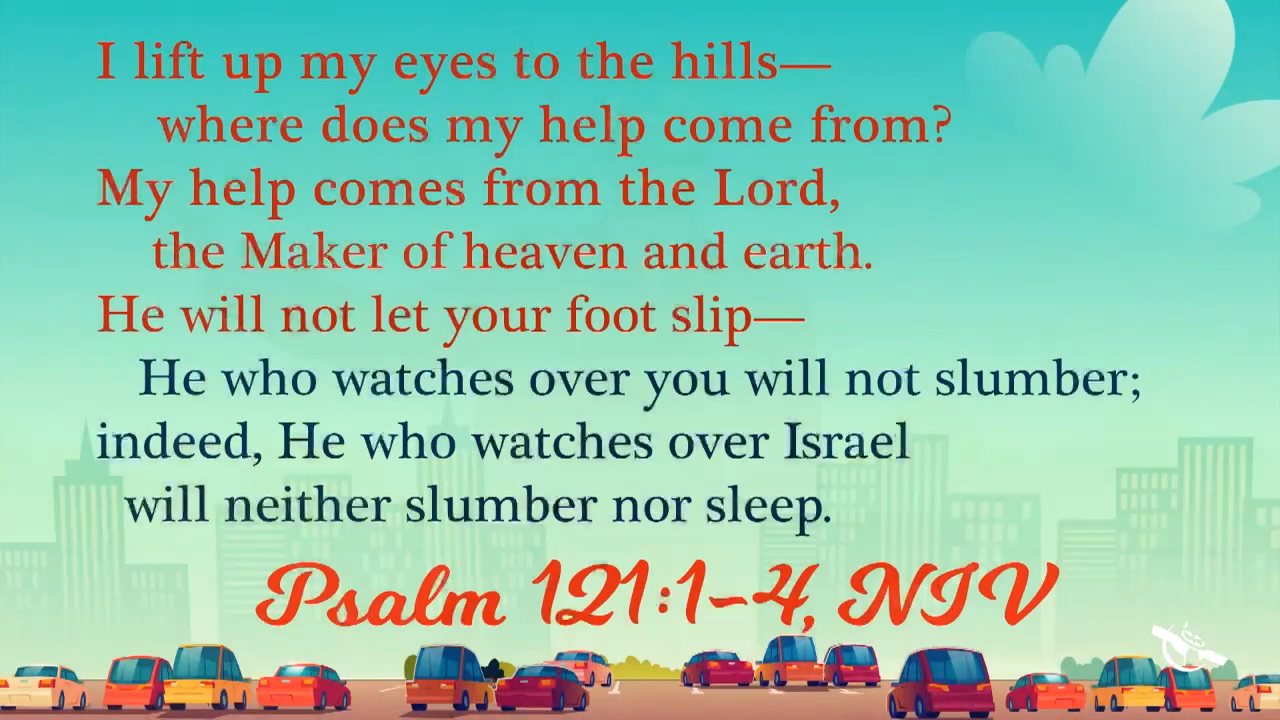 I lift up my eyes to the hills—
where does my help come from?
My help comes from the Lord,
the Maker of heaven and earth.
He will not let your foot slip—
He who watches over you will not slumber;
indeed, He who watches over Israel
will neither slumber nor sleep.
Psalm 121:1-4, NIV